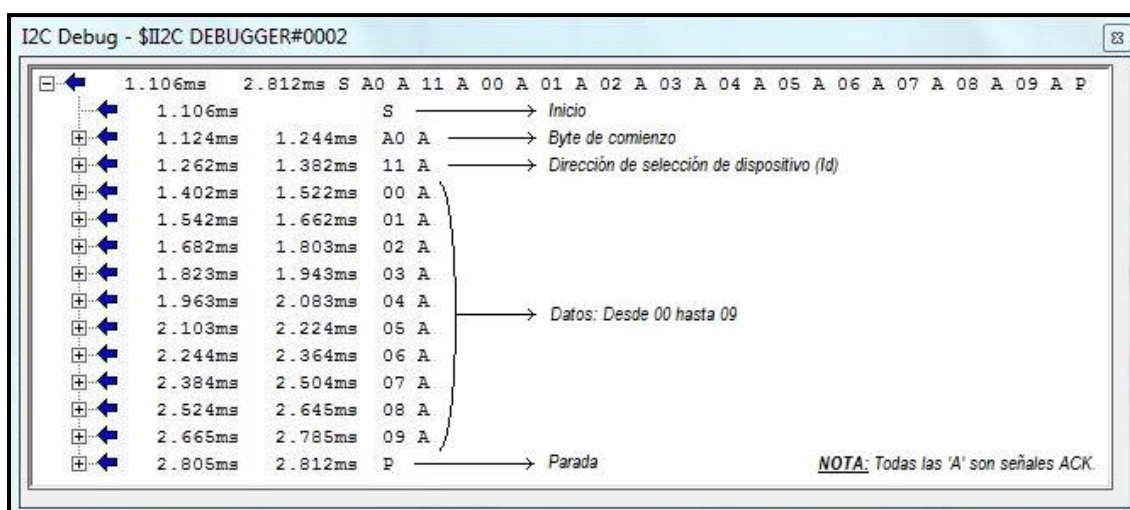 I2C Debug - $II2C DEBUGGER#0002
1.106ms 2.812ms S A0 A 11 A 00 A 01 A 02 A 03 A 04 A 05 A 06 A 07 A 08 A 09 A P
1.106ms S Inicio
1.124ms 1.244ms A0 A Byte de comienzo
1.262ms 1.382ms 11 A Dirección de selección de dispositivo (Id)
1.402ms 1.522ms 00 A
1.542ms 1.662ms 01 A
1.682ms 1.803ms 02 A
1.823ms 1.943ms 03 A
1.963ms 2.083ms 04 A
Datos: Desde 00 hasta 09
2.103ms 2.224ms 05 A
2.244ms 2.364ms 06 A
2.384ms 2.504ms 07 A
2.524ms 2.645ms 08 A
2.665ms 2.785ms 09 A
2.805ms 2.812ms P Parada
NOTA: Todas las 'A' son señales ACK.